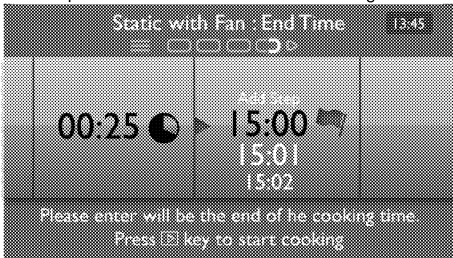 Static with Fan : End Time
13:45
Add Step
00:25
15:00
15:01
15:02
Please enter will be the end of he cooking time.
Press key to start cooking